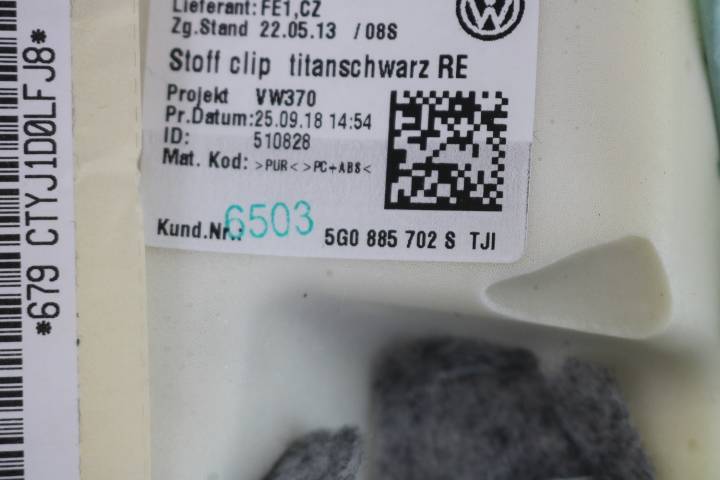 Lieferant: FE1,CZ
Zg.Stand 22.05.13 /08S
Stoff clip titanschwarz RE
Projekt VW370
Pr.Datum:25.09.18 14:54
ID: 510828
Mat. Kod: >PUR< >PC+ABS<
Kund.Nr.: 5G0 885 702 S TJI
6503
*679 CTYJ1D0LFJ8*